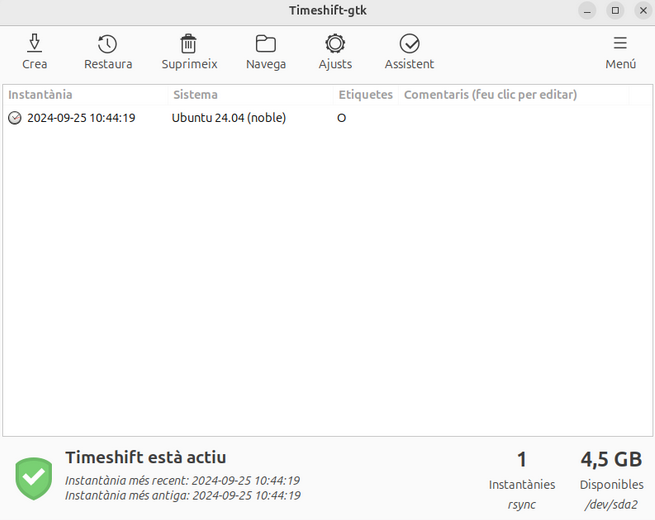 Timeshift-gtk
Crea Restaura Suprimeix Navega Ajusts Assistent Menú
Instantània Sistema Etiquetes Comentaris (feu clic per editar)
2024-09-25 10:44:19 Ubuntu 24.04 (noble) O
Timeshift està actiu
Instantània més recent: 2024-09-25 10:44:19
Instantània més antiga: 2024-09-25 10:44:19
1
Instantànies
rsync
4,5 GB
Disponibles
/dev/sda2